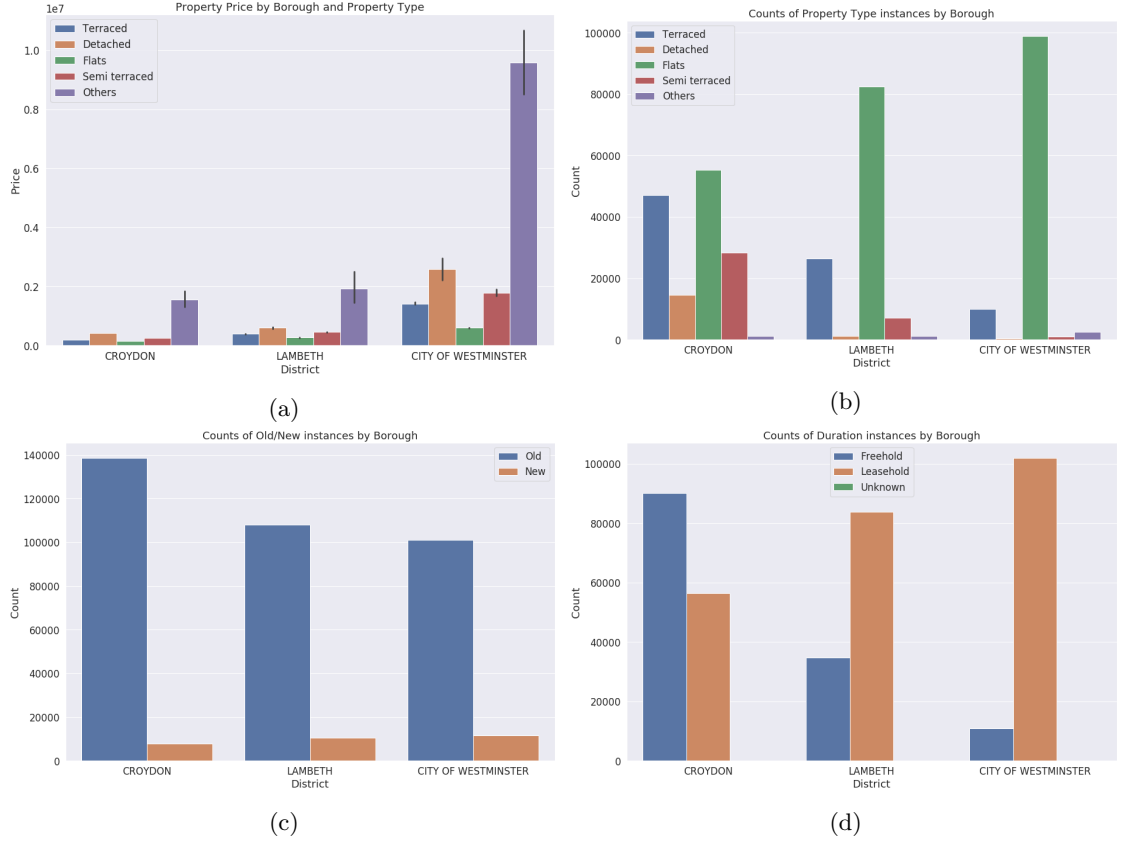 Property Price by Borough and Property Type
1e7
Terraced
Detached
Flats
Semi terraced
Others
1.0
0.8
0.6
0.4
0.2
0.0
Price
CROYDON LAMBETH CITY OF WESTMINSTER
District
(a)
Counts of Property Type instances by Borough
Terraced
Detached
Flats
Semi terraced
Others
100000
80000
60000
40000
20000
0
Count
CROYDON LAMBETH CITY OF WESTMINSTER
District
(b)
Counts of Old/New instances by Borough
Old
New
140000
120000
100000
80000
60000
40000
20000
0
Count
CROYDON LAMBETH CITY OF WESTMINSTER
District
(c)
Counts of Duration instances by Borough
Freehold
Leasehold
Unknown
100000
80000
60000
40000
20000
0
Count
CROYDON LAMBETH CITY OF WESTMINSTER
District
(d)